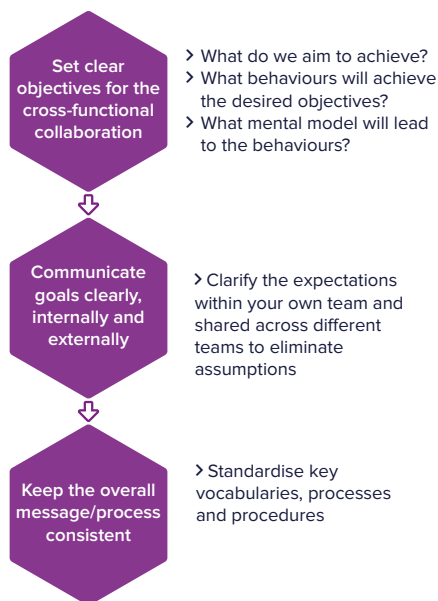 Set clear
objectives for the
cross-functional
collaboration
> What do we aim to achieve?
> What behaviours will achieve
the desired objectives?
> What mental model will lead
to the behaviours?
Communicate
goals clearly,
internally and
externally
> Clarify the expectations
within your own team and
shared across different
teams to eliminate
assumptions
Keep the overall
message/process
consistent
> Standardise key
vocabularies, processes
and procedures